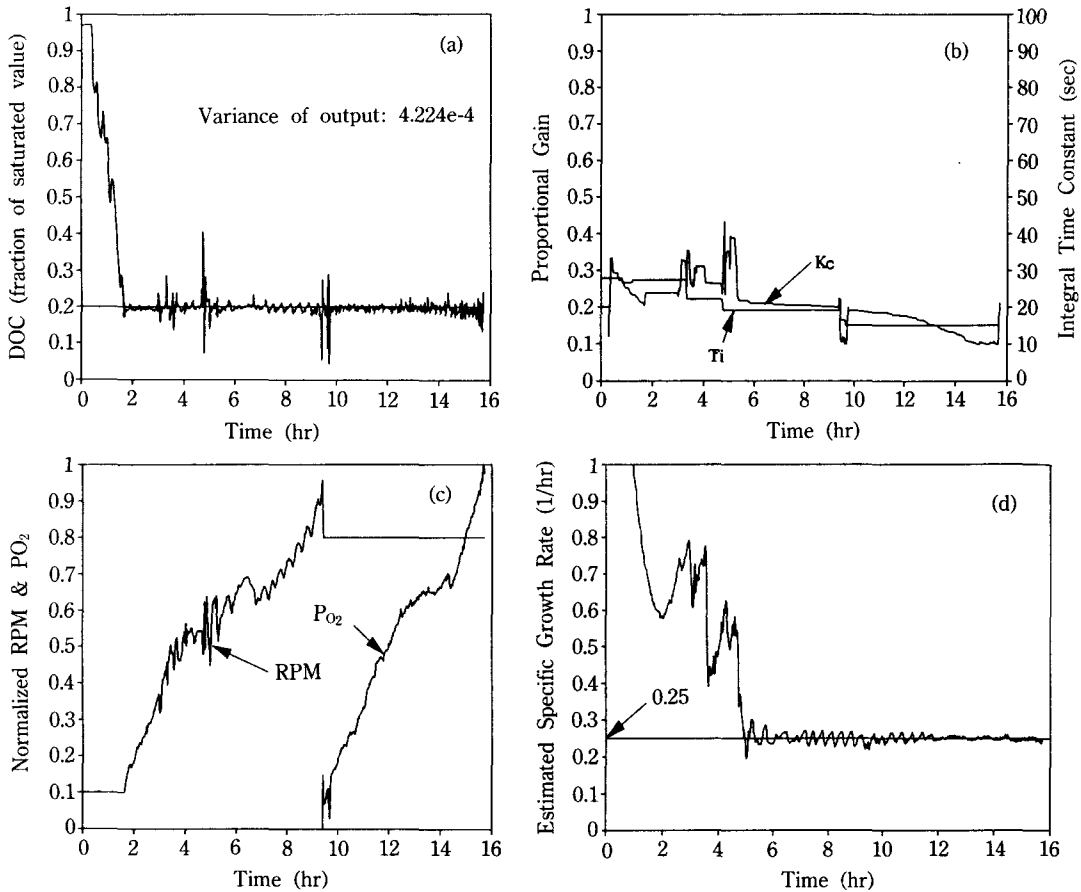 (a)
DOC (fraction of saturated value)
1
0.9
0.8
0.7
0.6
0.5
0.4
0.3
0.2
0.1
0
Variance of output: 4.224e-4
0 2 4 6 8 10 12 14 16
Time (hr)
(b)
Proportional Gain
1
0.9
0.8
0.7
0.6
0.5
0.4
0.3
0.2
0.1
0
Integral Time Constant (sec)
100
90
80
70
60
50
40
30
20
10
0
Kc
Ti
0 2 4 6 8 10 12 14 16
Time (hr)
(c)
Normalized RPM & PO2
1
0.9
0.8
0.7
0.6
0.5
0.4
0.3
0.2
0.1
0
PO2
RPM
0 2 4 6 8 10 12 14 16
Time (hr)
(d)
Estimated Specific Growth Rate (1/hr)
1
0.9
0.8
0.7
0.6
0.5
0.4
0.3
0.2
0.1
0
0.25
0 2 4 6 8 10 12 14 16
Time (hr)